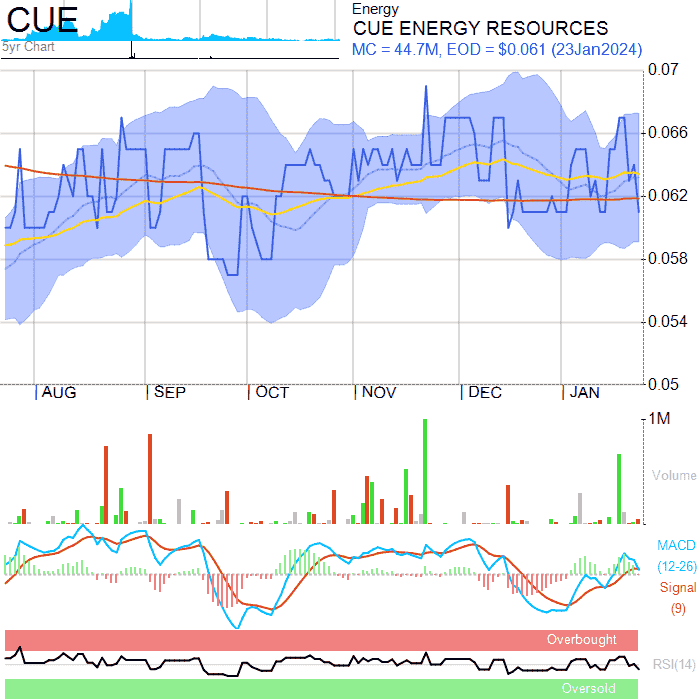 CUE
Energy
CUE ENERGY RESOURCES
5yr Chart
MC = 44.7M, EOD = $0.061 (23Jan2024)
0.07
0.066
0.062
0.058
0.054
0.05
AUG SEP OCT NOV DEC JAN
1M
Volume
MACD
(12-26)
Signal
(9)
Overbought
RSI(14)
Oversold